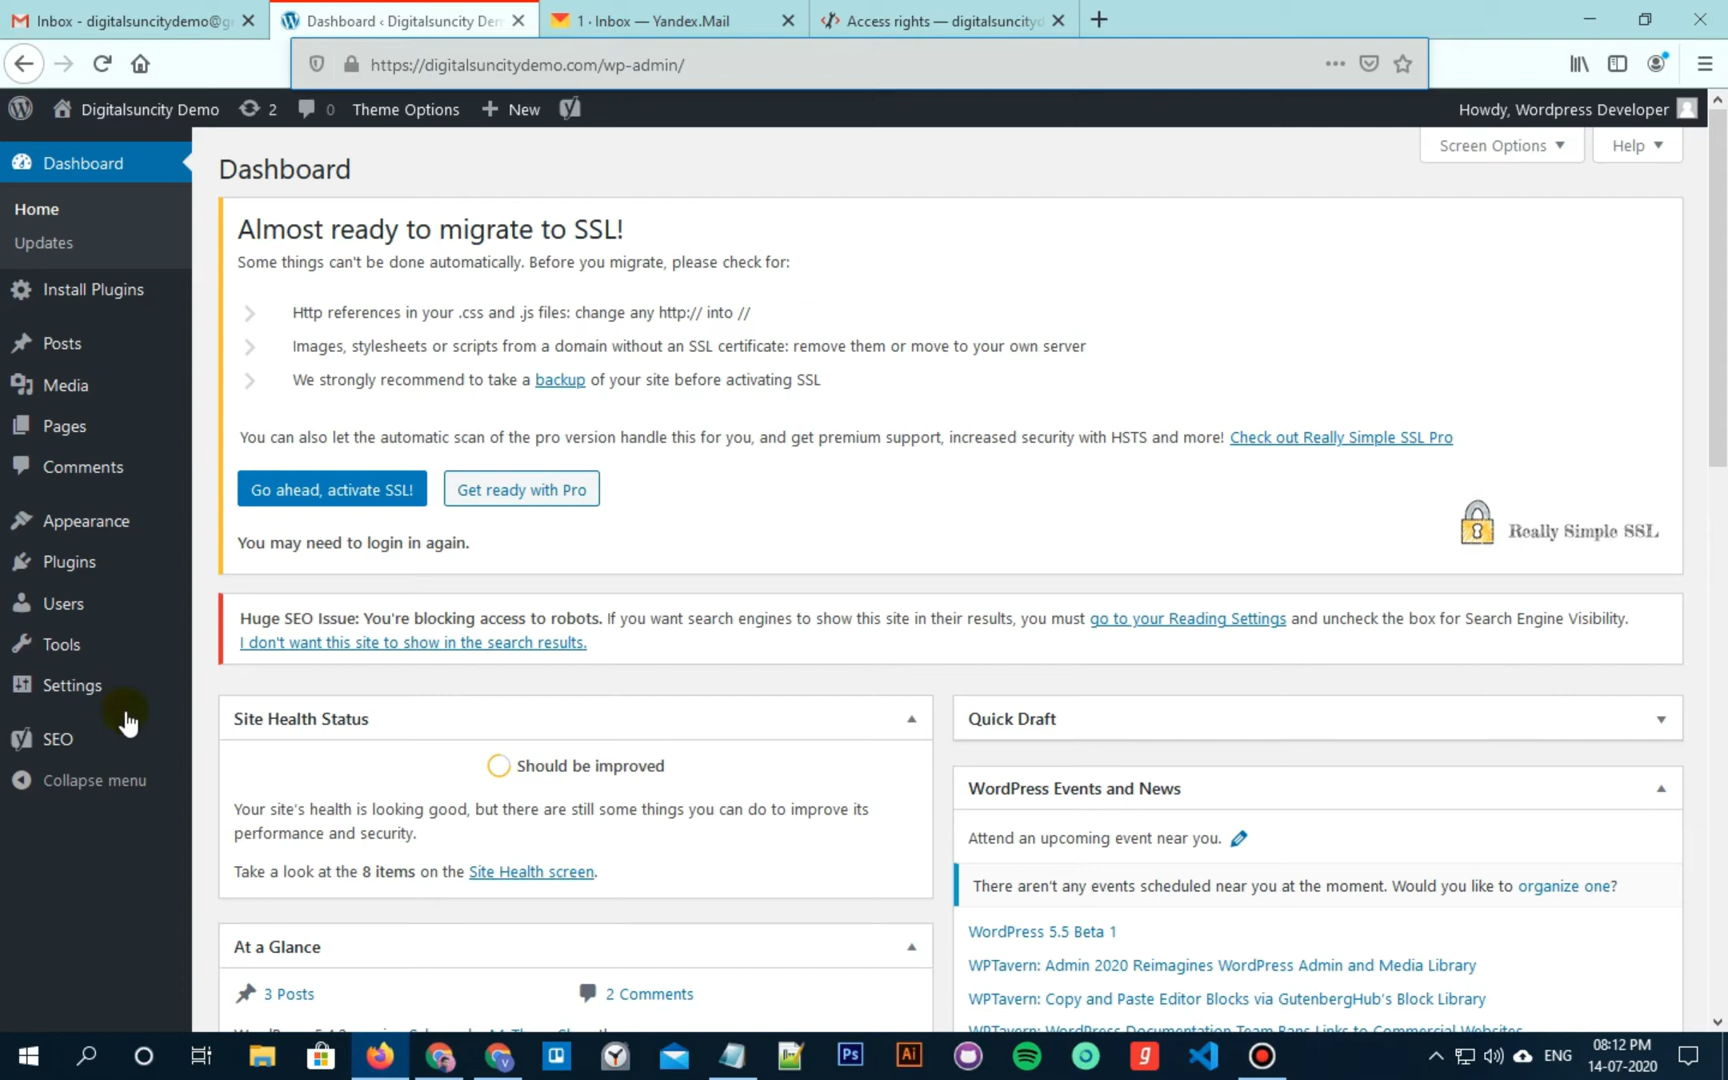 Inbox - digitalsuncitydemo@g
Dashboard ‹ Digitalsuncity Dem
1 · Inbox — Yandex.Mail
Access rights — digitalsuncityd
https://digitalsuncitydemo.com/wp-admin/
Digitalsuncity Demo 2 0 Theme Options New
Howdy, Wordpress Developer
Dashboard
Home
Updates
Install Plugins
Posts
Media
Pages
Comments
Appearance
Plugins
Users
Tools
Settings
SEO
Collapse menu
Screen Options
Help
Dashboard
Almost ready to migrate to SSL!
Some things can't be done automatically. Before you migrate, please check for:
Http references in your .css and .js files: change any http:// into //
Images, stylesheets or scripts from a domain without an SSL certificate: remove them or move to your own server
We strongly recommend to take a backup of your site before activating SSL
You can also let the automatic scan of the pro version handle this for you, and get premium support, increased security with HSTS and more! Check out Really Simple SSL Pro
Go ahead, activate SSL!
Get ready with Pro
You may need to login in again.
Really Simple SSL
Huge SEO Issue: You're blocking access to robots. If you want search engines to show this site in their results, you must go to your Reading Settings and uncheck the box for Search Engine Visibility.
I don't want this site to show in the search results.
Site Health Status
Should be improved
Your site's health is looking good, but there are still some things you can do to improve its
performance and security.
Take a look at the 8 items on the Site Health screen.
At a Glance
3 Posts
2 Comments
Quick Draft
WordPress Events and News
Attend an upcoming event near you.
There aren't any events scheduled near you at the moment. Would you like to organize one?
WordPress 5.5 Beta 1
WPTavern: Admin 2020 Reimagines WordPress Admin and Media Library
WPTavern: Copy and Paste Editor Blocks via GutenbergHub's Block Library
WPTavern: WordPress Documentation Team Bans Links to Commercial Websites
Ps
Ai
g
ENG
08:12 PM
14-07-2020